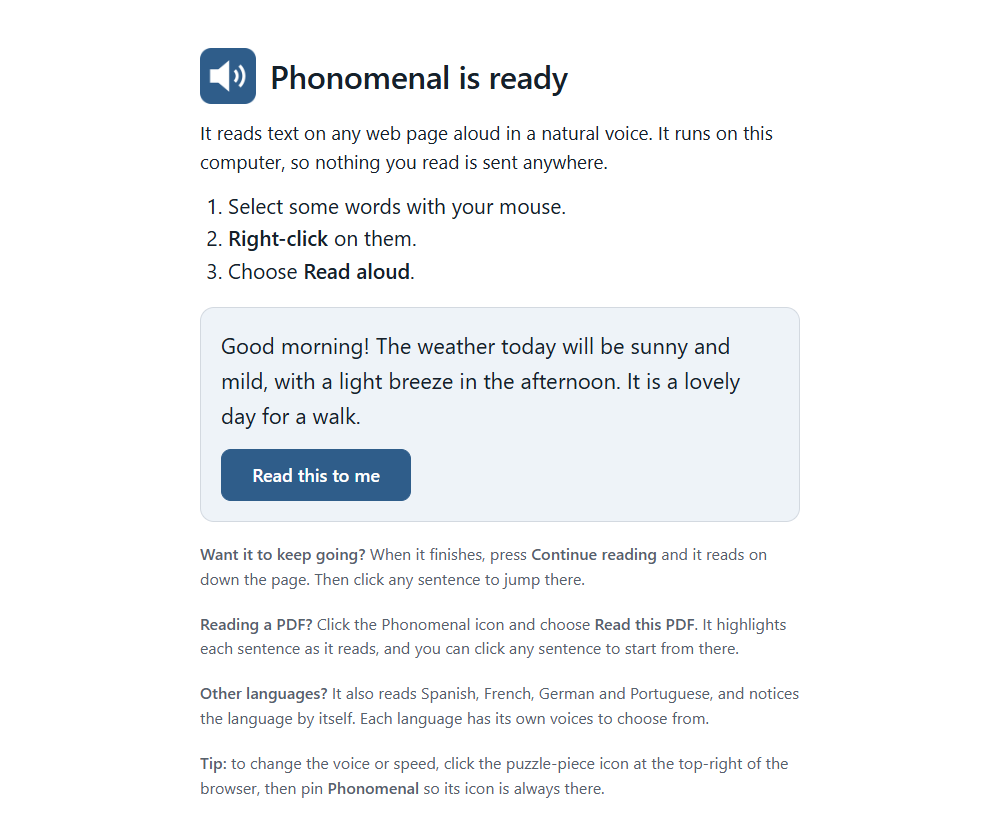 Phonomenal is ready
It reads text on any web page aloud in a natural voice. It runs on this
computer, so nothing you read is sent anywhere.
1. Select some words with your mouse.
2. Right-click on them.
3. Choose Read aloud.
Good morning! The weather today will be sunny and
mild, with a light breeze in the afternoon. It is a lovely
day for a walk.
Read this to me
Want it to keep going? When it finishes, press Continue reading and it reads on
down the page. Then click any sentence to jump there.
Reading a PDF? Click the Phonomenal icon and choose Read this PDF. It highlights
each sentence as it reads, and you can click any sentence to start from there.
Other languages? It also reads Spanish, French, German and Portuguese, and notices
the language by itself. Each language has its own voices to choose from.
Tip: to change the voice or speed, click the puzzle-piece icon at the top-right of the
browser, then pin Phonomenal so its icon is always there.